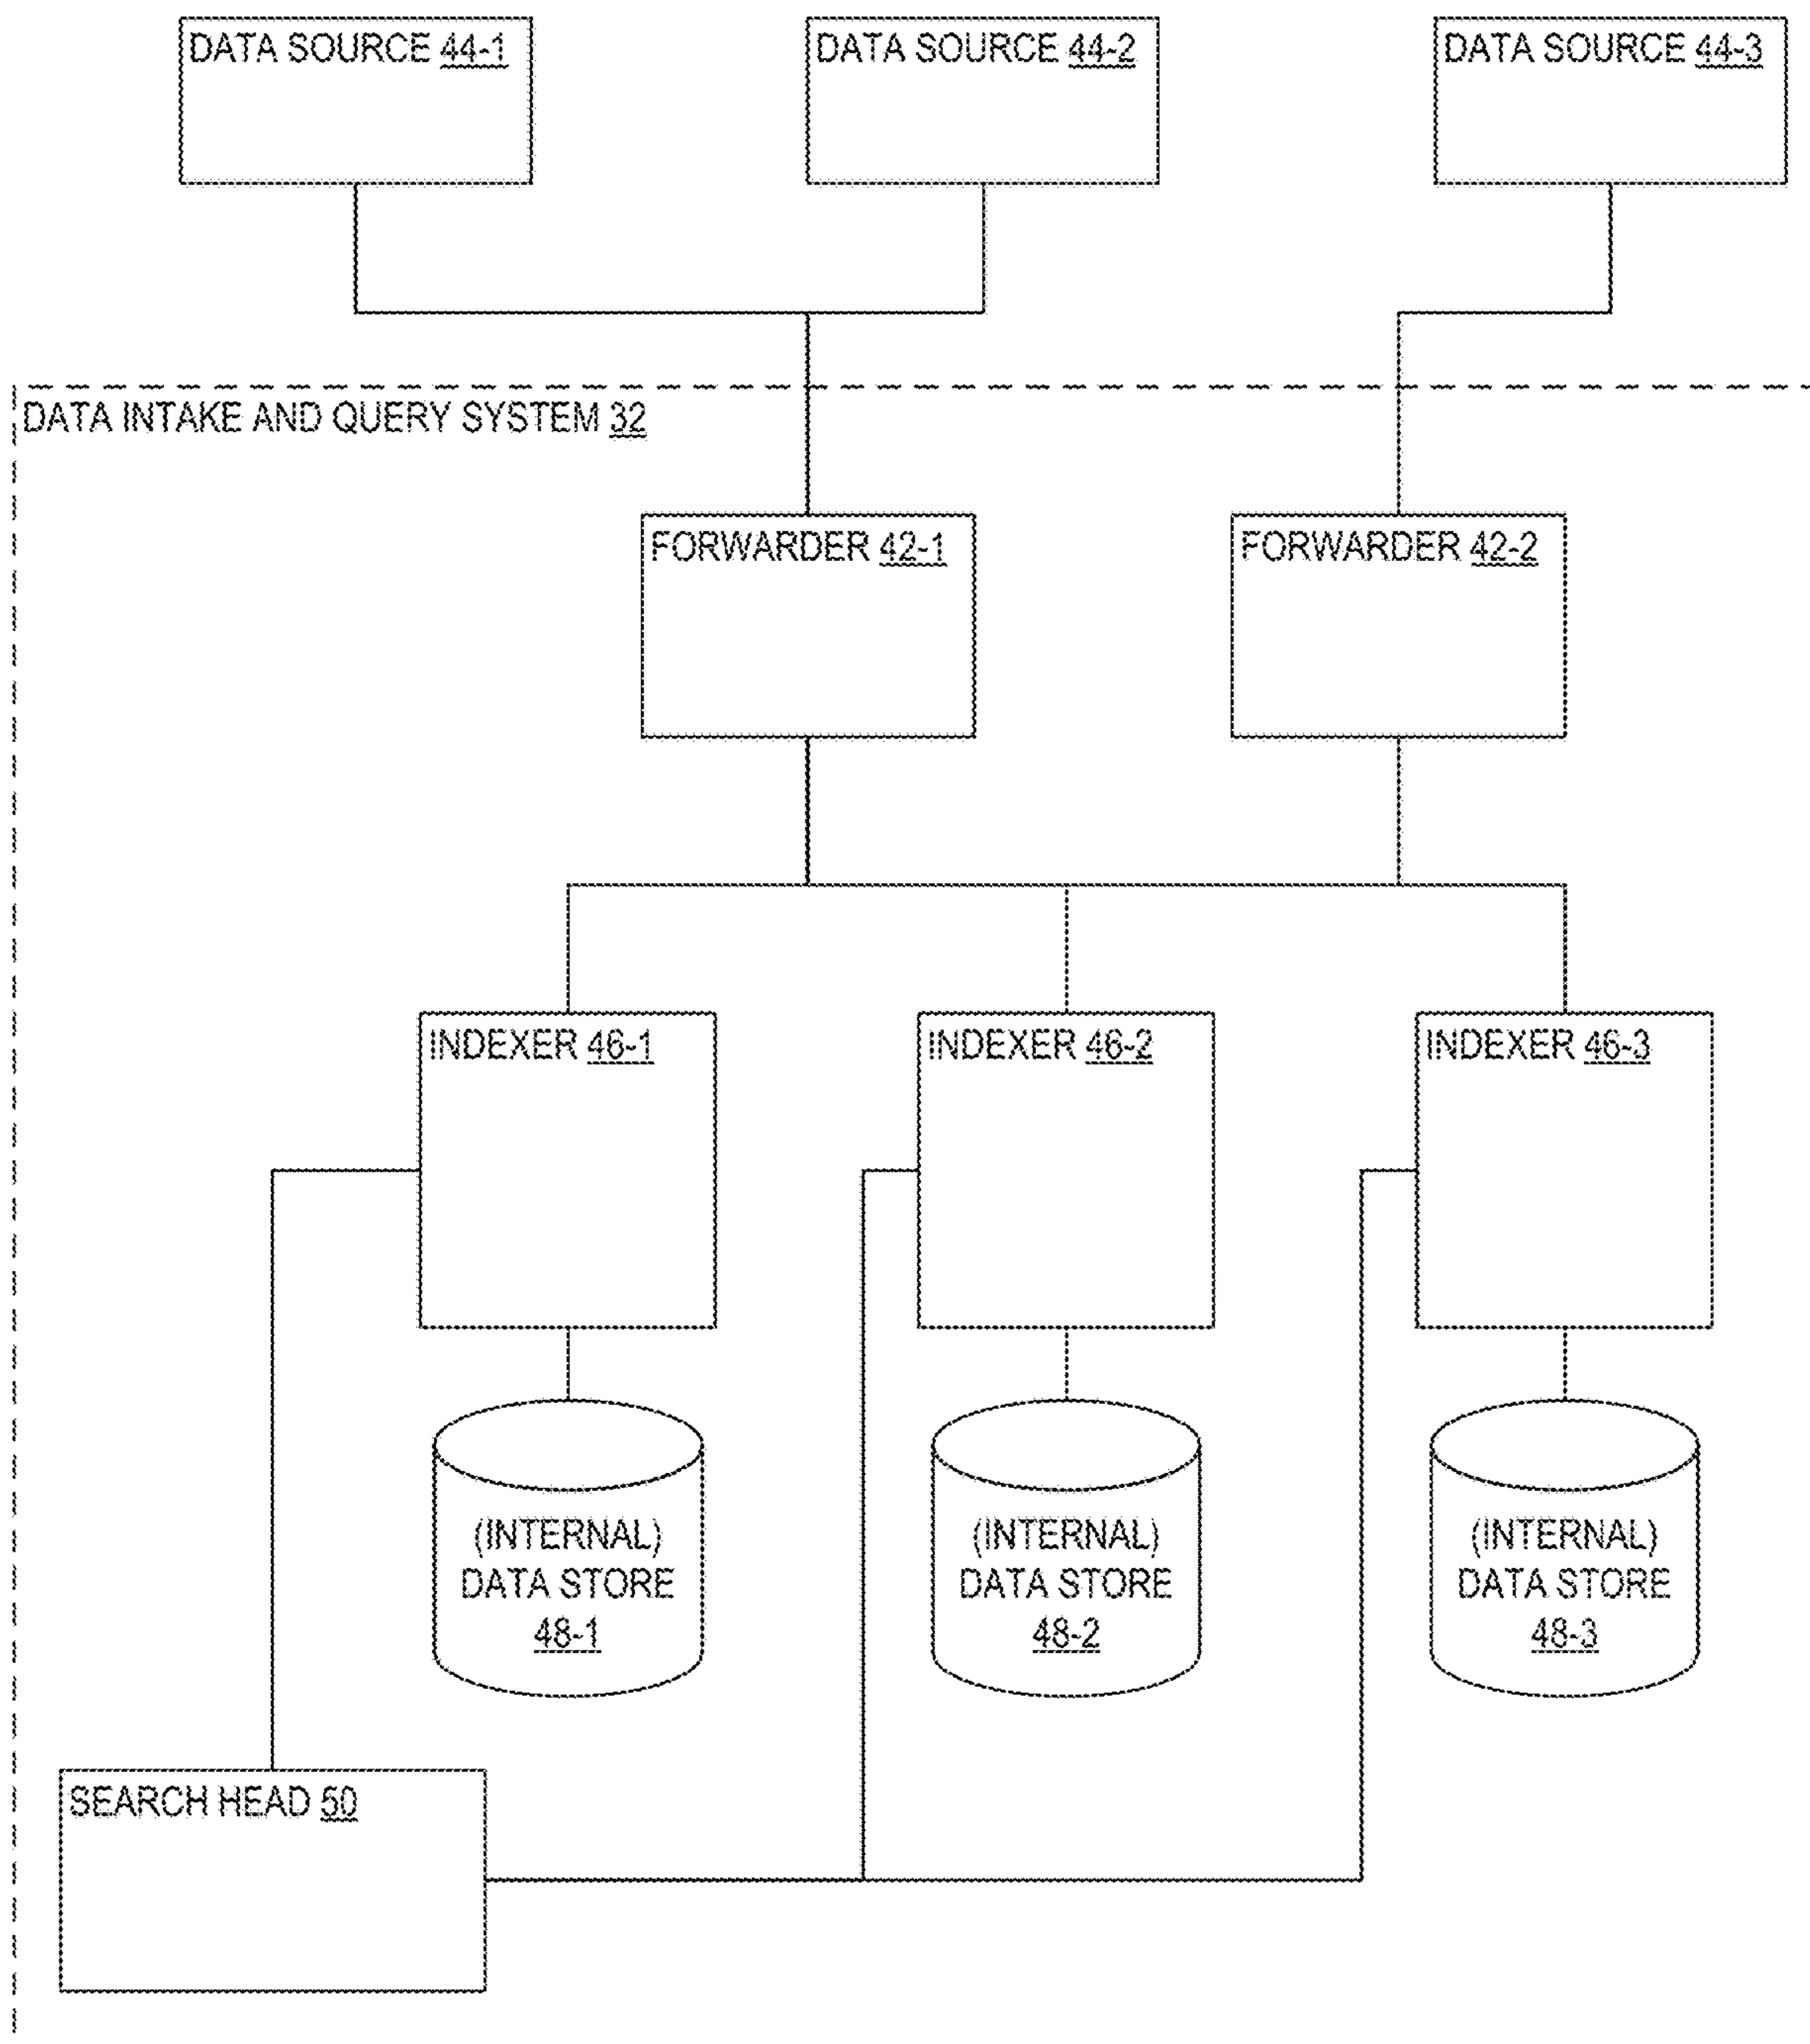 DATA SOURCE 44-1
DATA SOURCE 44-2
DATA SOURCE 44-3
DATA INTAKE AND QUERY SYSTEM 32
FORWARDER 42-1
FORWARDER 42-2
INDEXER 46-1
INDEXER 46-2
INDEXER 46-3
(INTERNAL)
DATA STORE
48-1
(INTERNAL)
DATA STORE
48-2
(INTERNAL)
DATA STORE
48-3
SEARCH HEAD 50